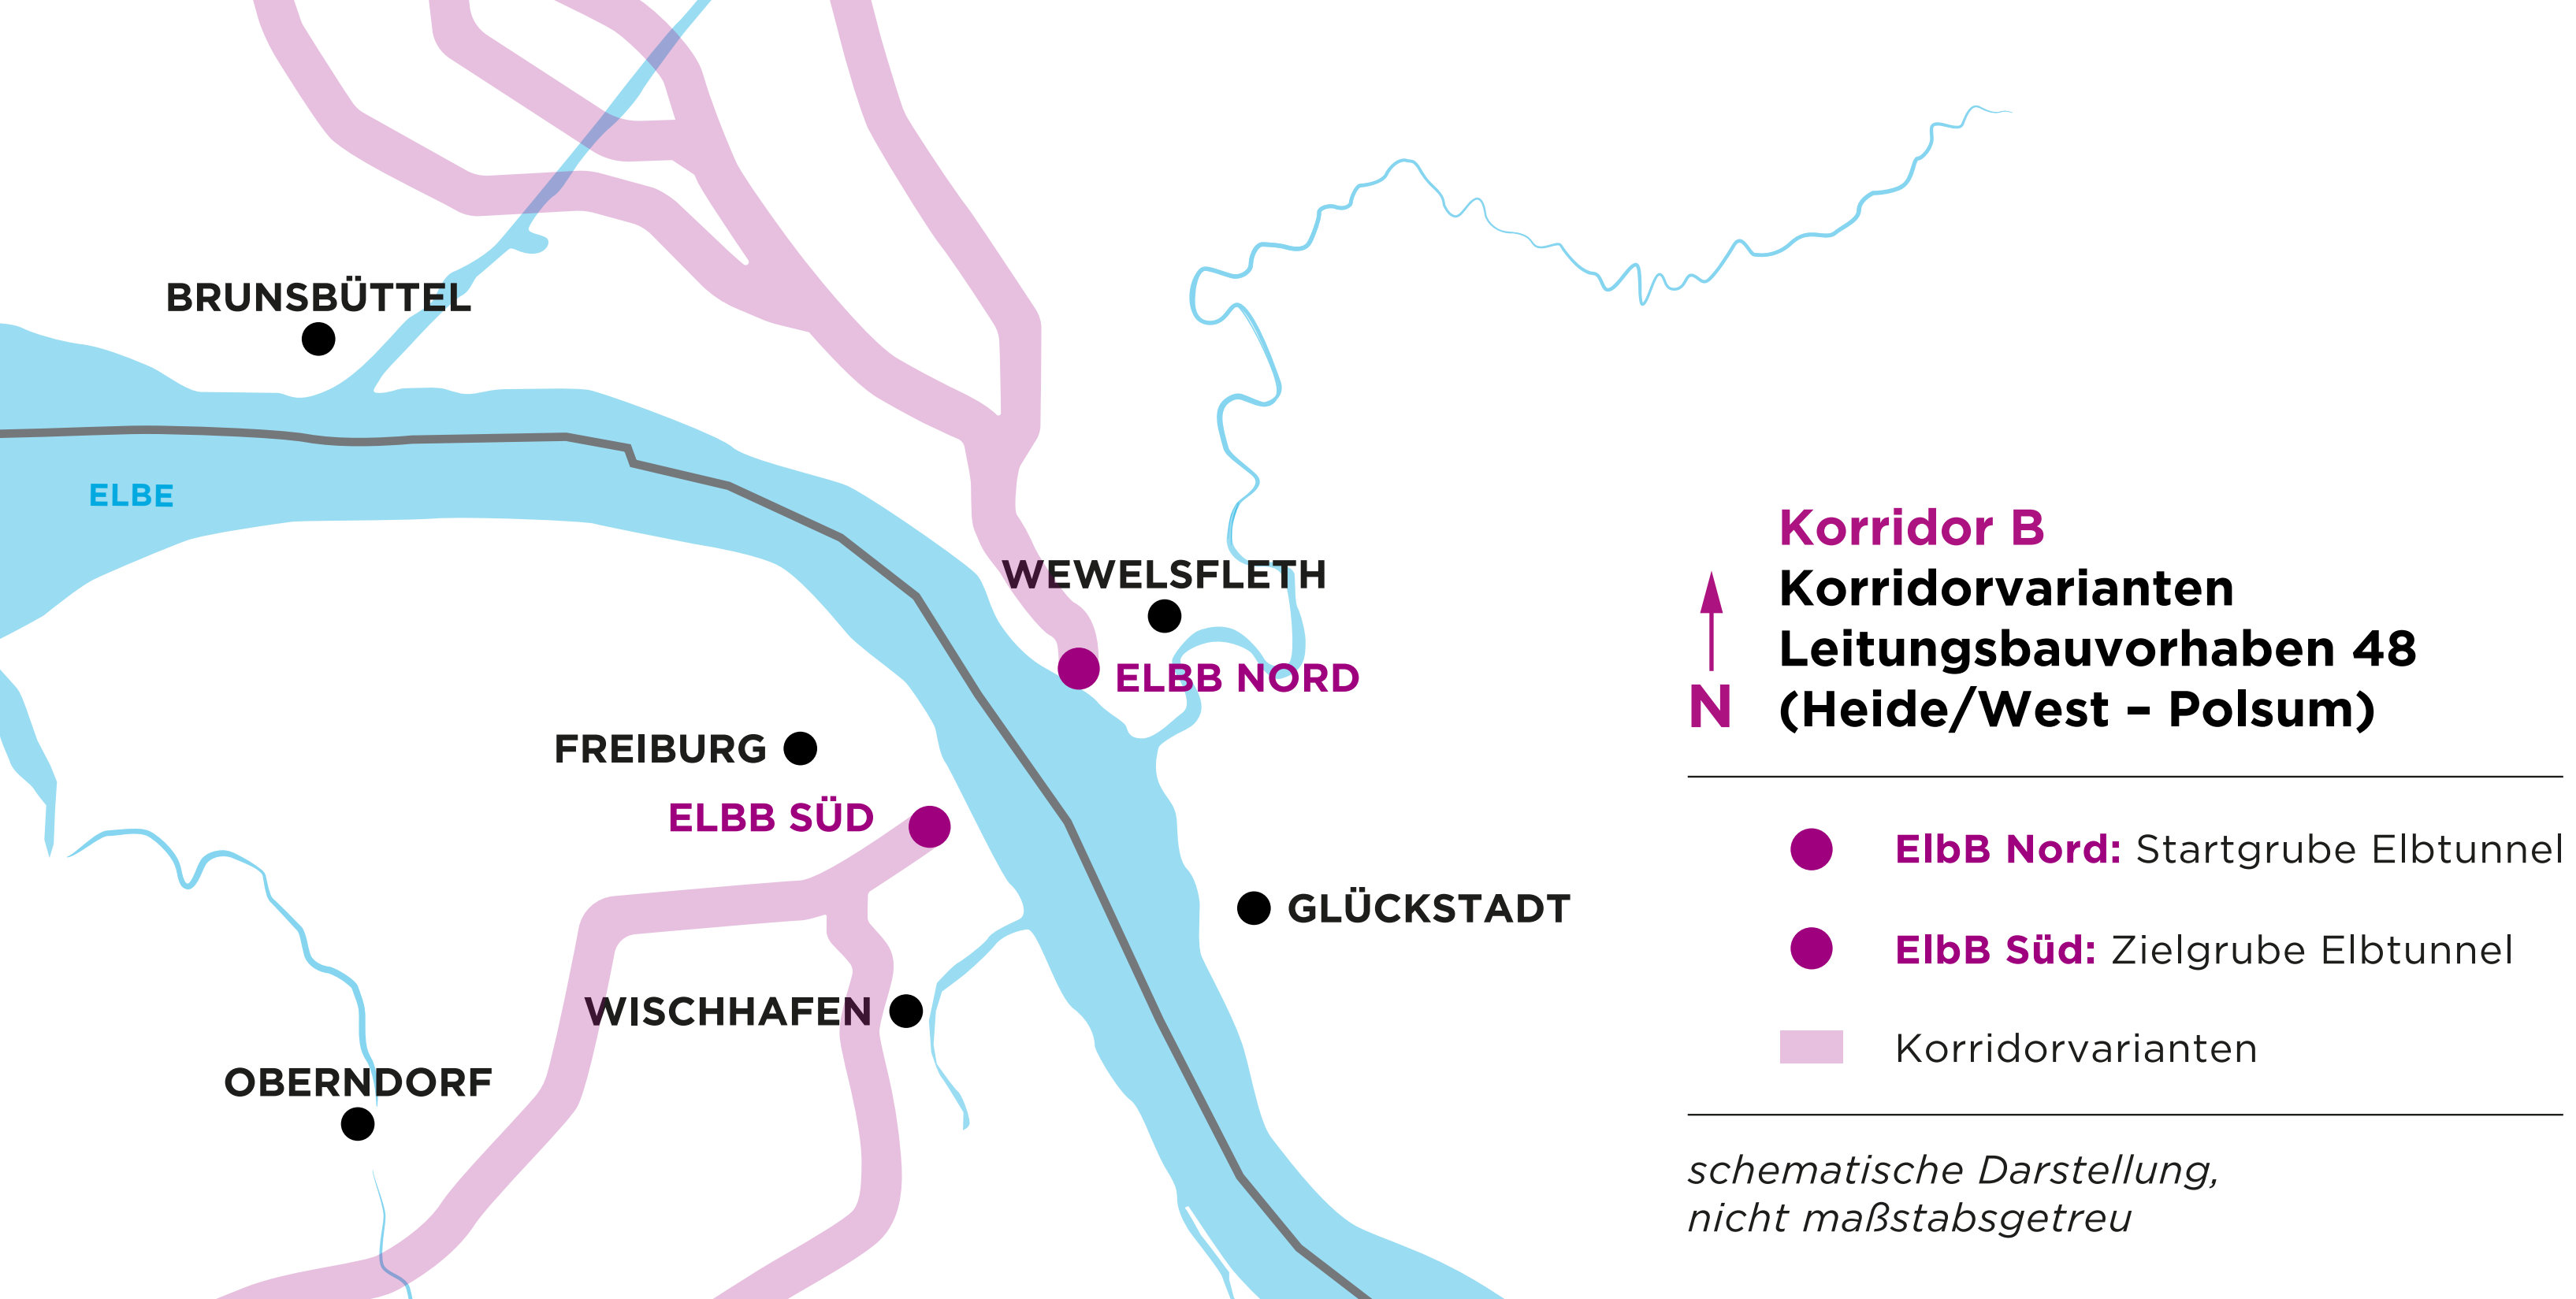 BRUNSBÜTTEL
ELBE
WEWELSFLETH
ELBB NORD
FREIBURG
ELBB SÜD
GLÜCKSTADT
WISCHHAFEN
OBERNDORF
Korridor B
Korridorvarianten
Leitungsbauvorhaben 48
(Heide/West – Polsum)
N
ElbB Nord: Startgrube Elbtunnel
ElbB Süd: Zielgrube Elbtunnel
Korridorvarianten
schematische Darstellung,
nicht maßstabsgetreu